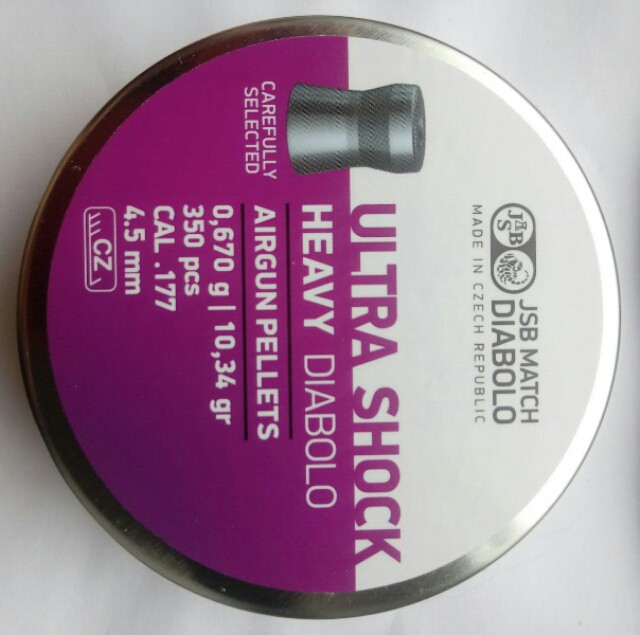 JSB
JSB MATCH
DIABOLO
MADE IN CZECH REPUBLIC
ULTRA SHOCK
HEAVY DIABOLO
CAREFULLY
SELECTED
AIRGUN PELLETS
0,670 g | 10,34 gr
350 pcs
CAL .177
4.5 mm
CZ